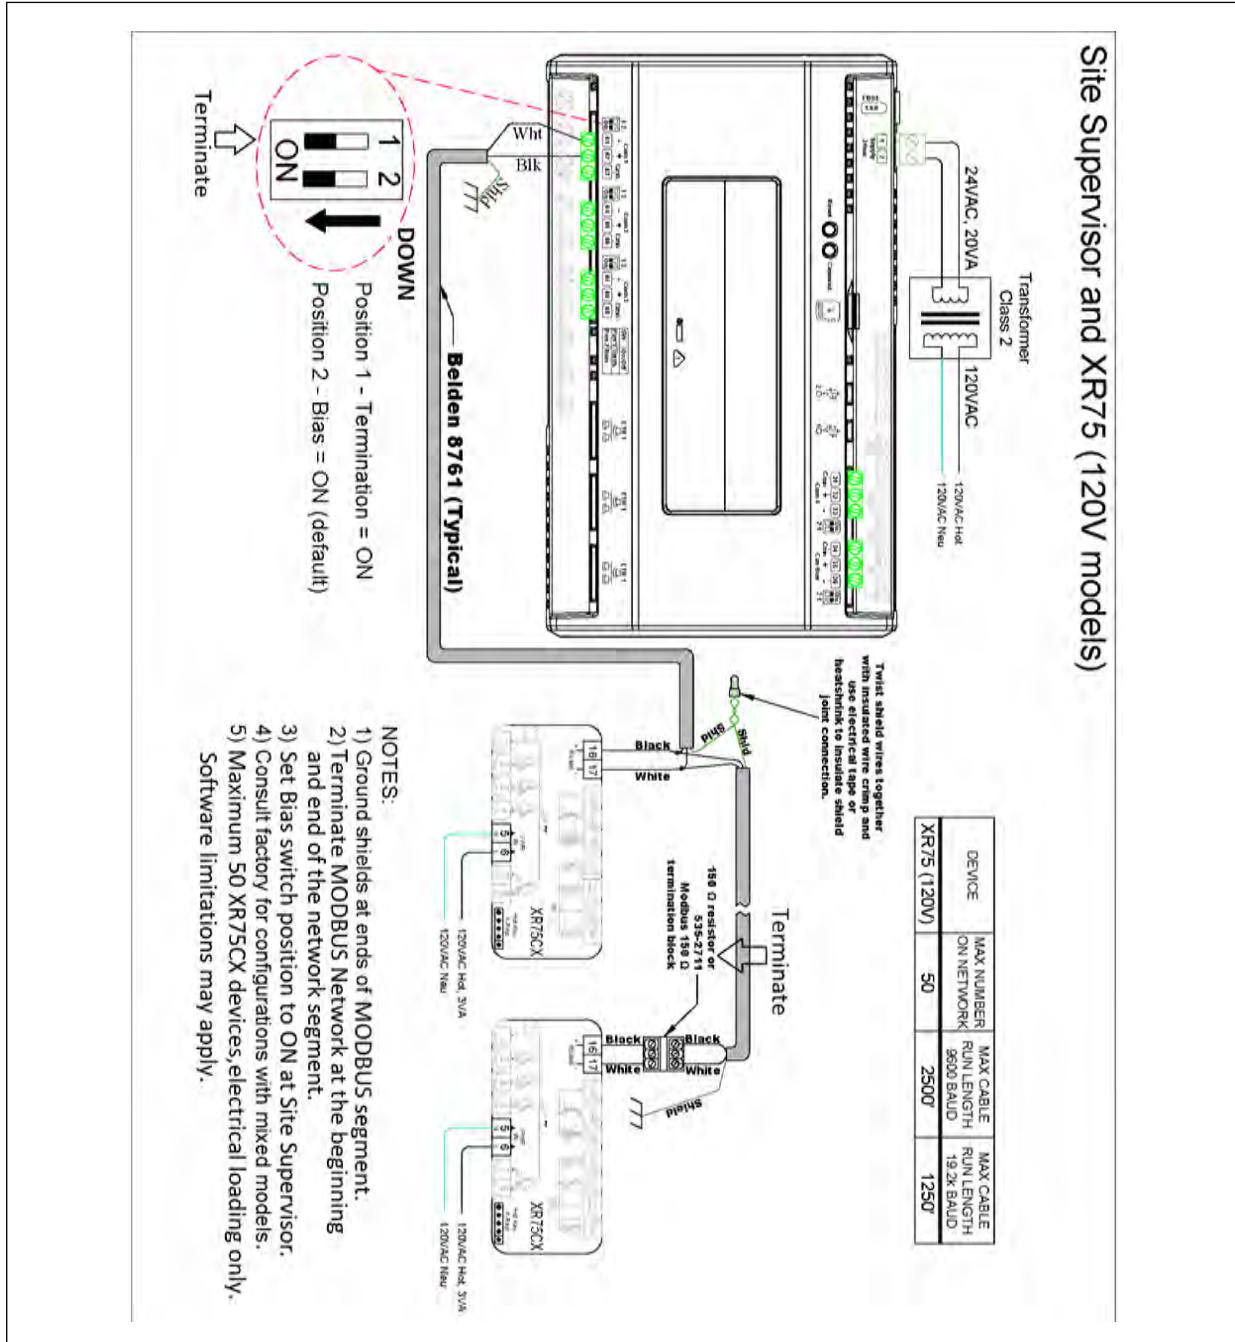 Site Supervisor and XR75 (120V models)
Transformer
Class 2
24VAC, 20VA
120VAC
120VAC Hot
120VAC Neu
Wht
Blk
Shld
1
2
ON
Terminate
DOWN
Position 1 - Termination = ON
Position 2 - Bias = ON (default)
Belden 8761 (Typical)
Twist shield wires together
with insulated wire crimp and
use electrical tape or
heatshrink to insulate shield
joint connection.
Shld
Shld
Black
White
16
17
5
6
XR75CX
120VAC Hot, 3VA
120VAC Neu
Terminate
150 Ω resistor or
535-2711
Modbus 150 Ω
termination block
Black
White
Black
White
Shield
16
17
5
6
XR75CX
120VAC Hot, 3VA
120VAC Neu
DEVICE
MAX NUMBER
ON NETWORK
MAX CABLE
RUN LENGTH
9600 BAUD
MAX CABLE
RUN LENGTH
19.2k BAUD
XR75 (120V)
50
2500'
1250'
NOTES:
1) Ground shields at ends of MODBUS segment.
2) Terminate MODBUS Network at the beginning
and end of the network segment.
3) Set Bias switch position to ON at Site Supervisor.
4) Consult factory for configurations with mixed models.
5) Maximum 50 XR75CX devices,electrical loading only.
Software limitations may apply.